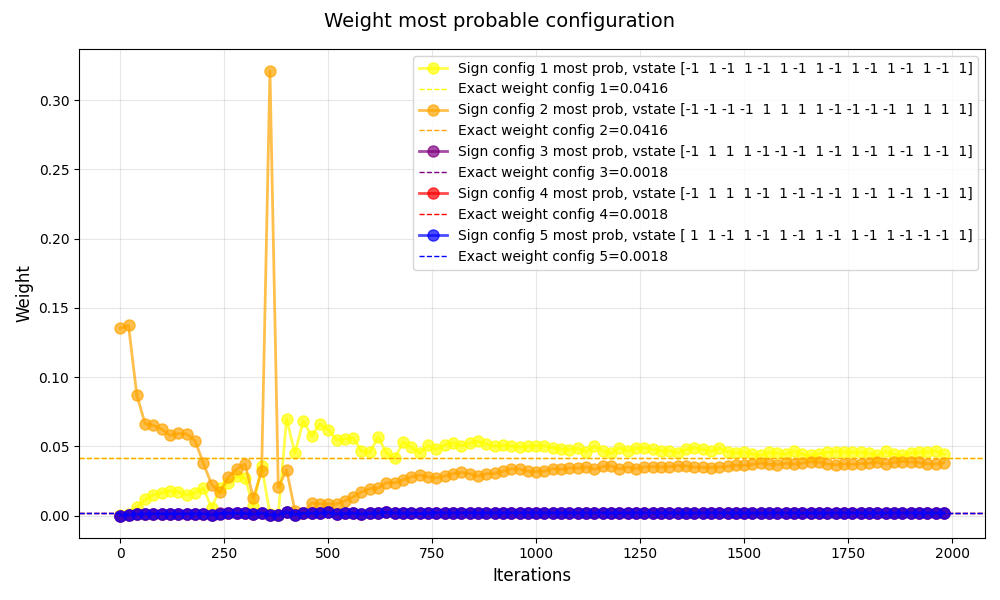 Weight most probable configuration
Weight
0.30
0.25
0.20
0.15
0.10
0.05
0.00
Sign config 1 most prob, vstate [-1  1 -1  1 -1  1 -1  1 -1  1 -1  1 -1  1 -1  1]
Exact weight config 1=0.0416
Sign config 2 most prob, vstate [-1 -1 -1 -1  1  1  1  1 -1 -1 -1 -1  1  1  1  1]
Exact weight config 2=0.0416
Sign config 3 most prob, vstate [-1  1  1  1 -1 -1 -1  1 -1  1 -1  1 -1  1 -1  1]
Exact weight config 3=0.0018
Sign config 4 most prob, vstate [-1  1  1  1 -1  1 -1 -1 -1  1 -1  1 -1  1 -1  1]
Exact weight config 4=0.0018
Sign config 5 most prob, vstate [ 1  1 -1  1 -1  1 -1  1 -1  1 -1  1 -1 -1 -1  1]
Exact weight config 5=0.0018
0 250 500 750 1000 1250 1500 1750 2000
Iterations